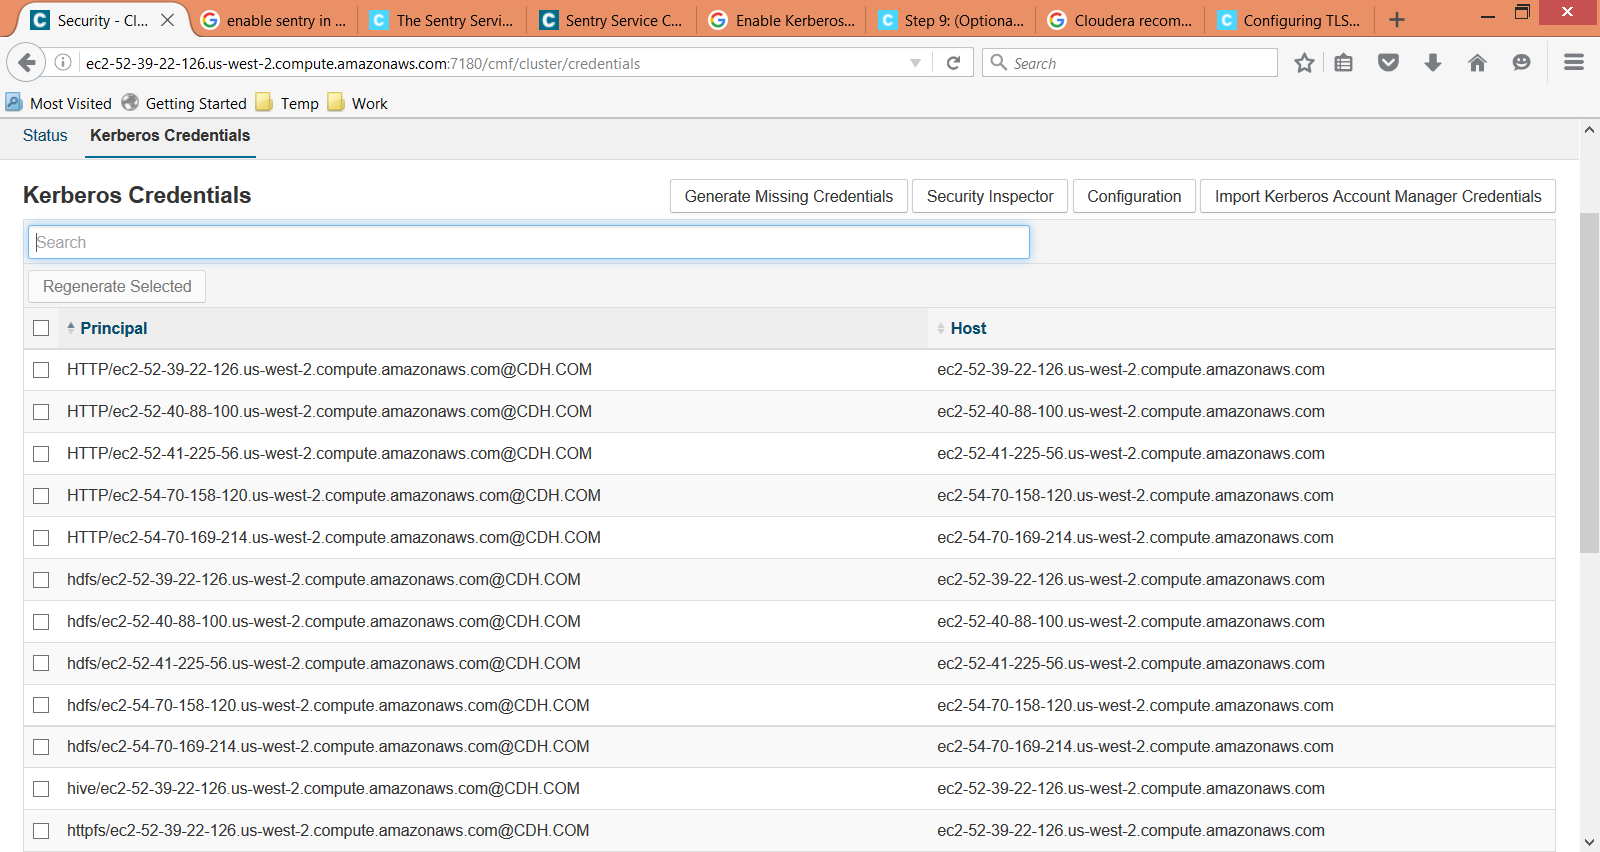 Security - Cl...
enable sentry in ...
The Sentry Servi...
Sentry Service C...
Enable Kerberos...
Step 9: (Optiona...
Cloudera recom...
Configuring TLS...
ec2-52-39-22-126.us-west-2.compute.amazonaws.com:7180/cmf/cluster/credentials
Search
Most Visited Getting Started Temp Work
Status Kerberos Credentials
Kerberos Credentials
Generate Missing Credentials Security Inspector Configuration Import Kerberos Account Manager Credentials
Search
Regenerate Selected
Principal Host
HTTP/ec2-52-39-22-126.us-west-2.compute.amazonaws.com@CDH.COM ec2-52-39-22-126.us-west-2.compute.amazonaws.com
HTTP/ec2-52-40-88-100.us-west-2.compute.amazonaws.com@CDH.COM ec2-52-40-88-100.us-west-2.compute.amazonaws.com
HTTP/ec2-52-41-225-56.us-west-2.compute.amazonaws.com@CDH.COM ec2-52-41-225-56.us-west-2.compute.amazonaws.com
HTTP/ec2-54-70-158-120.us-west-2.compute.amazonaws.com@CDH.COM ec2-54-70-158-120.us-west-2.compute.amazonaws.com
HTTP/ec2-54-70-169-214.us-west-2.compute.amazonaws.com@CDH.COM ec2-54-70-169-214.us-west-2.compute.amazonaws.com
hdfs/ec2-52-39-22-126.us-west-2.compute.amazonaws.com@CDH.COM ec2-52-39-22-126.us-west-2.compute.amazonaws.com
hdfs/ec2-52-40-88-100.us-west-2.compute.amazonaws.com@CDH.COM ec2-52-40-88-100.us-west-2.compute.amazonaws.com
hdfs/ec2-52-41-225-56.us-west-2.compute.amazonaws.com@CDH.COM ec2-52-41-225-56.us-west-2.compute.amazonaws.com
hdfs/ec2-54-70-158-120.us-west-2.compute.amazonaws.com@CDH.COM ec2-54-70-158-120.us-west-2.compute.amazonaws.com
hdfs/ec2-54-70-169-214.us-west-2.compute.amazonaws.com@CDH.COM ec2-54-70-169-214.us-west-2.compute.amazonaws.com
hive/ec2-52-39-22-126.us-west-2.compute.amazonaws.com@CDH.COM ec2-52-39-22-126.us-west-2.compute.amazonaws.com
httpfs/ec2-52-39-22-126.us-west-2.compute.amazonaws.com@CDH.COM ec2-52-39-22-126.us-west-2.compute.amazonaws.com